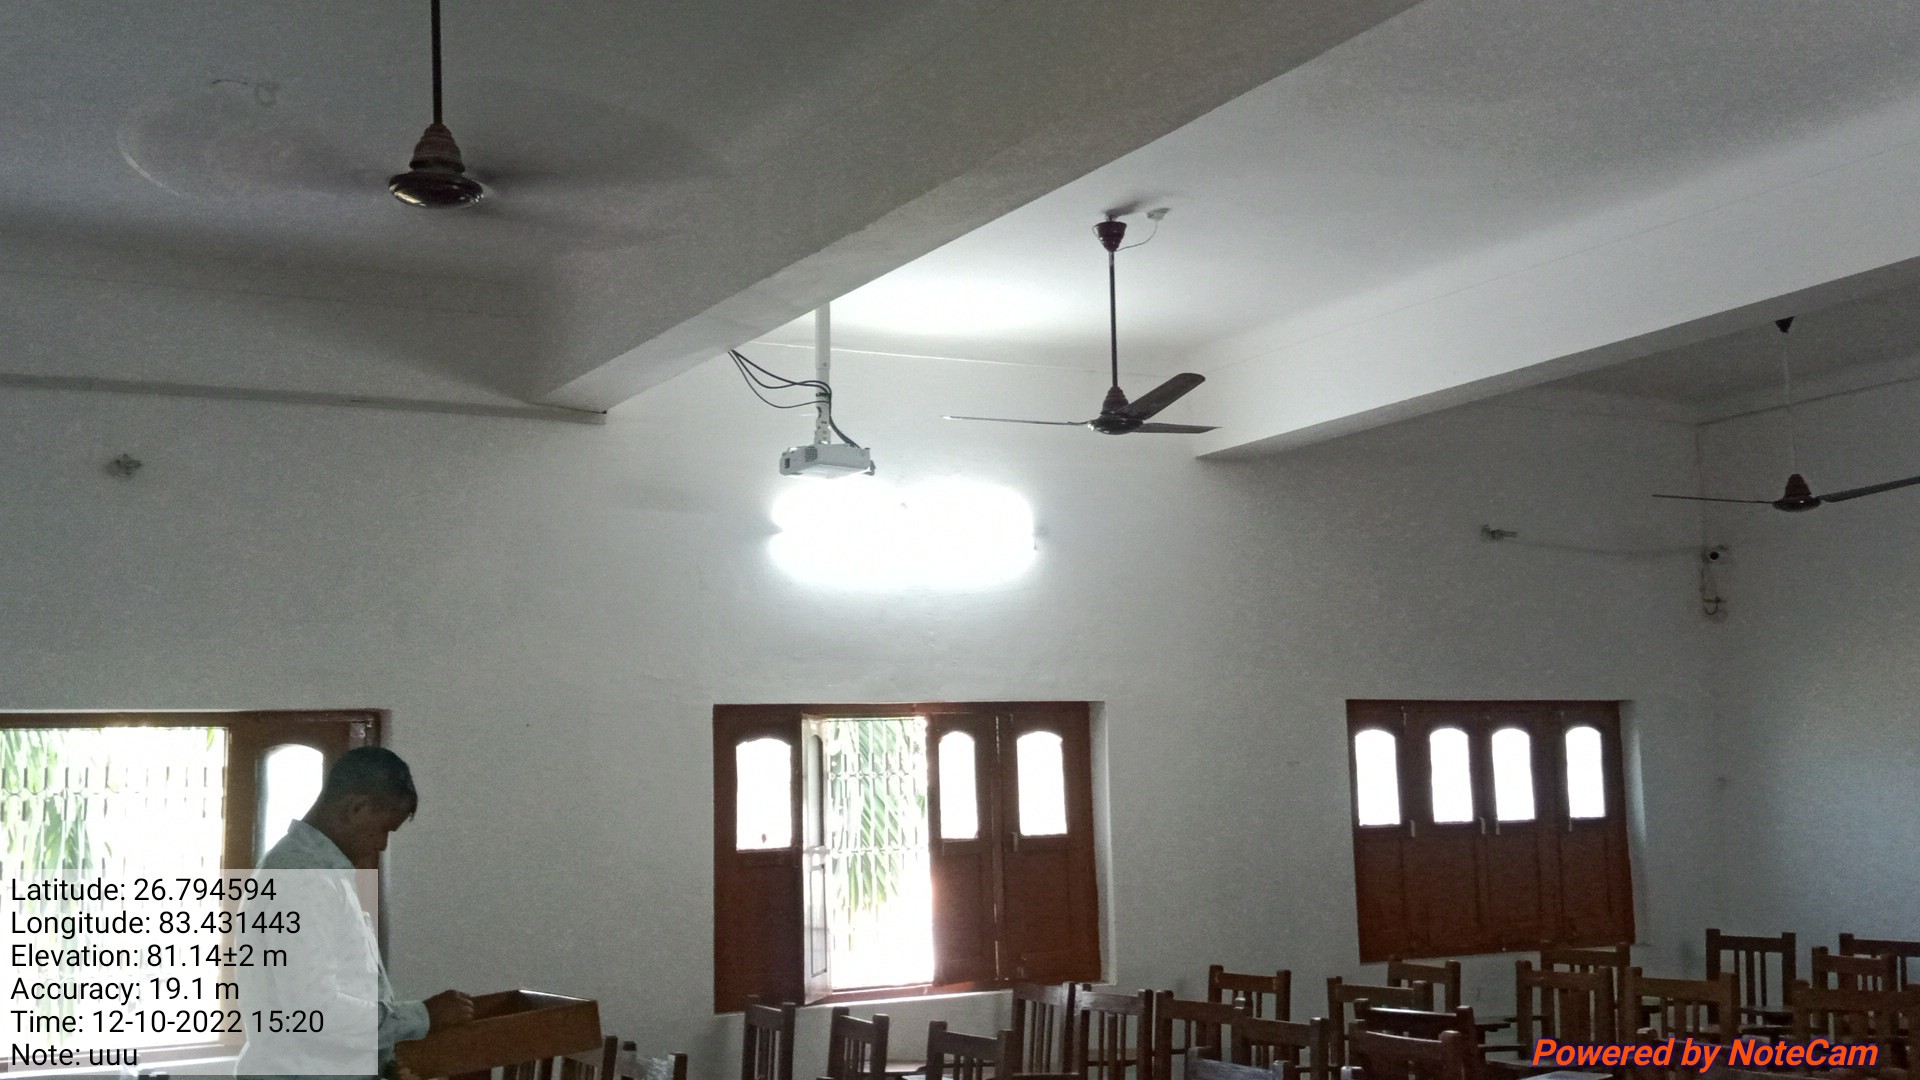 Latitude: 26.794594
Longitude: 83.431443
Elevation: 81.14±2 m
Accuracy: 19.1 m
Time: 12-10-2022 15:20
Note: uuu
Powered by NoteCam